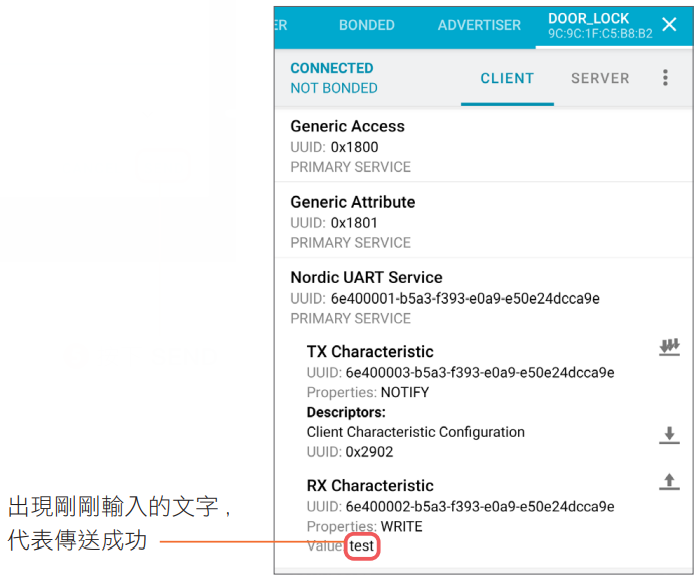 ER BONDED ADVERTISER DOOR_LOCK
9C:9C:1F:C5:B8:B2
CONNECTED
NOT BONDED
CLIENT SERVER
Generic Access
UUID: 0x1800
PRIMARY SERVICE
Generic Attribute
UUID: 0x1801
PRIMARY SERVICE
Nordic UART Service
UUID: 6e400001-b5a3-f393-e0a9-e50e24dcca9e
PRIMARY SERVICE
TX Characteristic
UUID: 6e400003-b5a3-f393-e0a9-e50e24dcca9e
Properties: NOTIFY
Descriptors:
Client Characteristic Configuration
UUID: 0x2902
RX Characteristic
UUID: 6e400002-b5a3-f393-e0a9-e50e24dcca9e
Properties: WRITE
Value: test
出現剛剛輸入的文字，
代表傳送成功